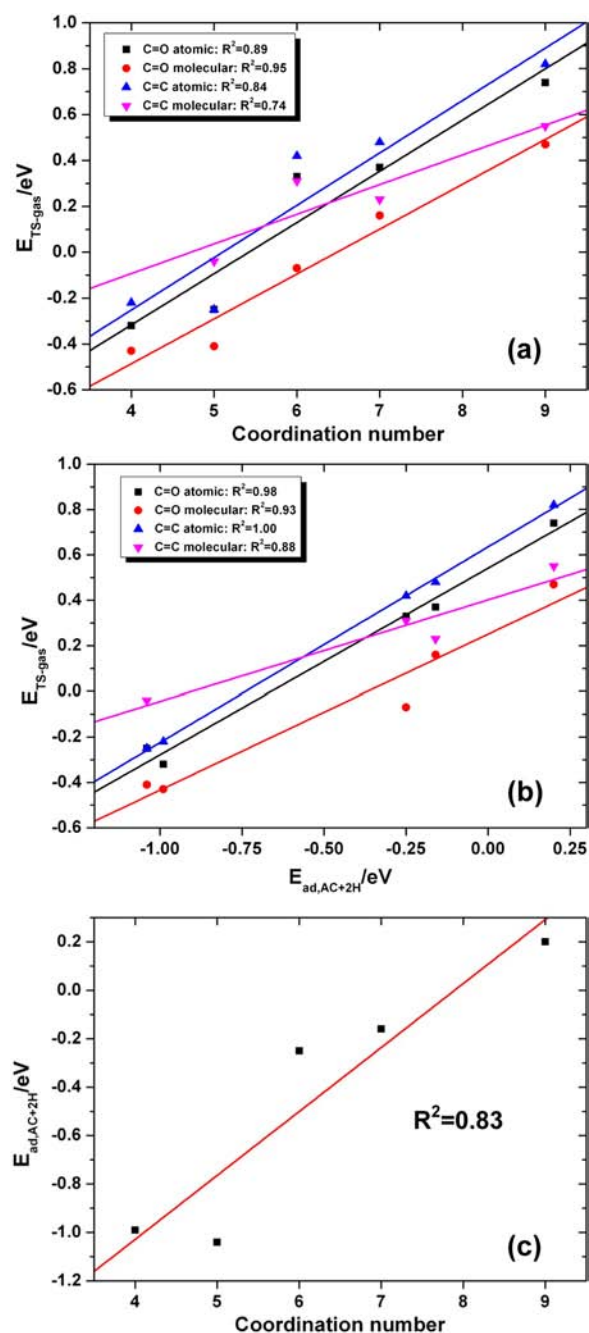 1.0
0.8
0.6
0.4
0.2
0.0
-0.2
-0.4
-0.6
E_TS-gas/eV
C=O atomic: R²=0.89
C=O molecular: R²=0.95
C=C atomic: R²=0.84
C=C molecular: R²=0.74
(a)
4 5 6 7 8 9
Coordination number
1.0
0.8
0.6
0.4
0.2
0.0
-0.2
-0.4
-0.6
E_TS-gas/eV
C=O atomic: R²=0.98
C=O molecular: R²=0.93
C=C atomic: R²=1.00
C=C molecular: R²=0.88
(b)
-1.00 -0.75 -0.50 -0.25 0.00 0.25
E_ad,AC+2H/eV
0.2
0.0
-0.2
-0.4
-0.6
-0.8
-1.0
-1.2
E_ad,AC+2H/eV
R²=0.83
(c)
4 5 6 7 8 9
Coordination number